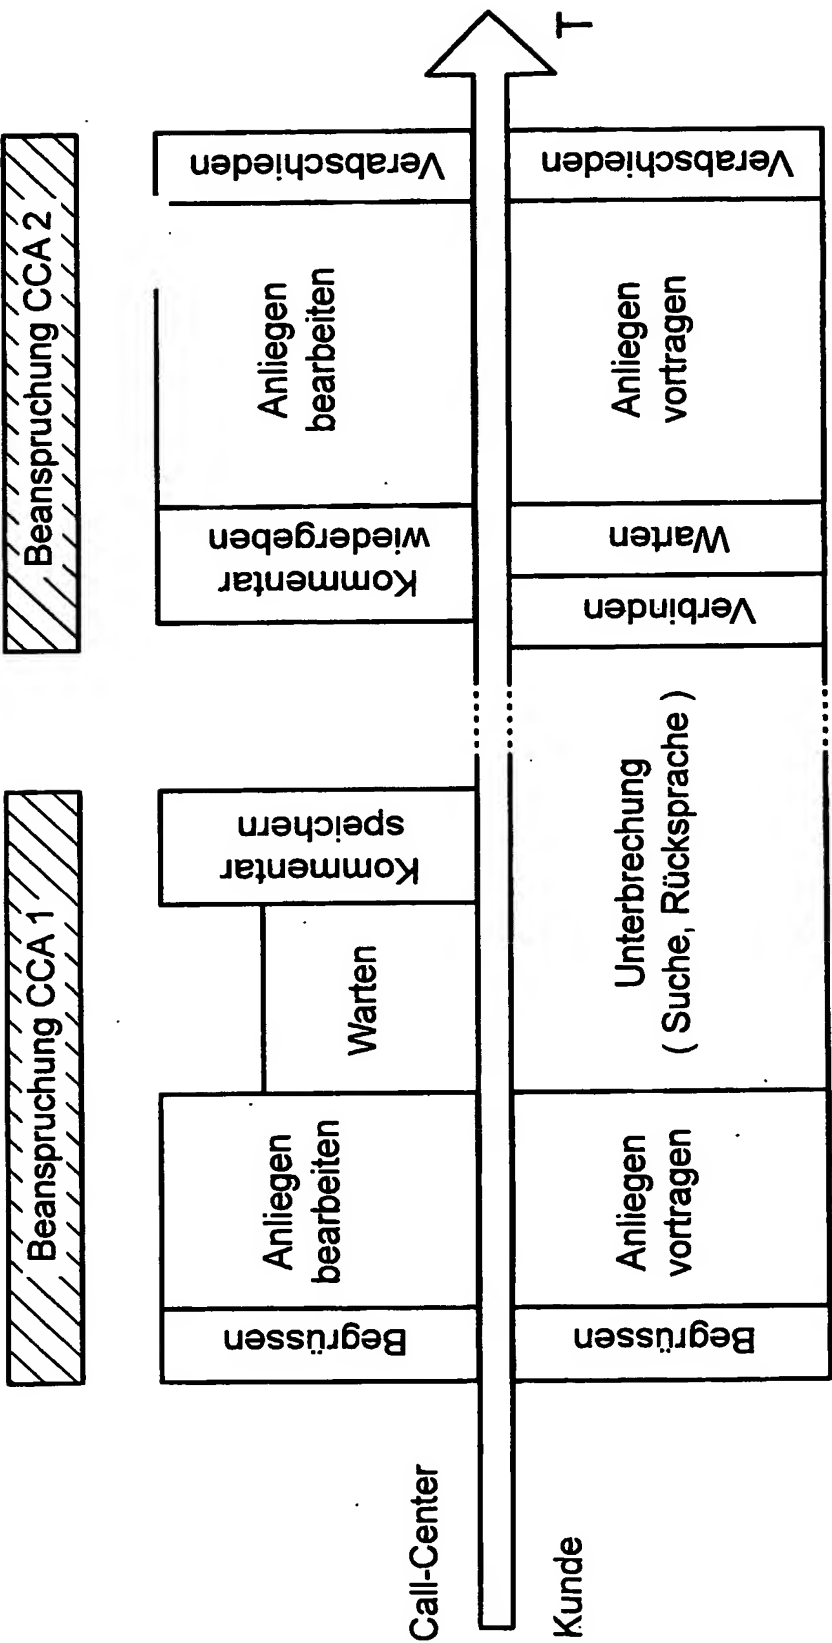 Beanspruchung CCA 1
Beanspruchung CCA 2
Begrüssen
Anliegen
bearbeiten
Warten
Kommentar
speichern
Kommentar
wiedergeben
Anliegen
bearbeiten
Verabschieden
Call-Center
T
Kunde
Begrüssen
Anliegen
vortragen
Unterbrechung
( Suche, Rücksprache )
Verbinden
Warten
Anliegen
vortragen
Verabschieden